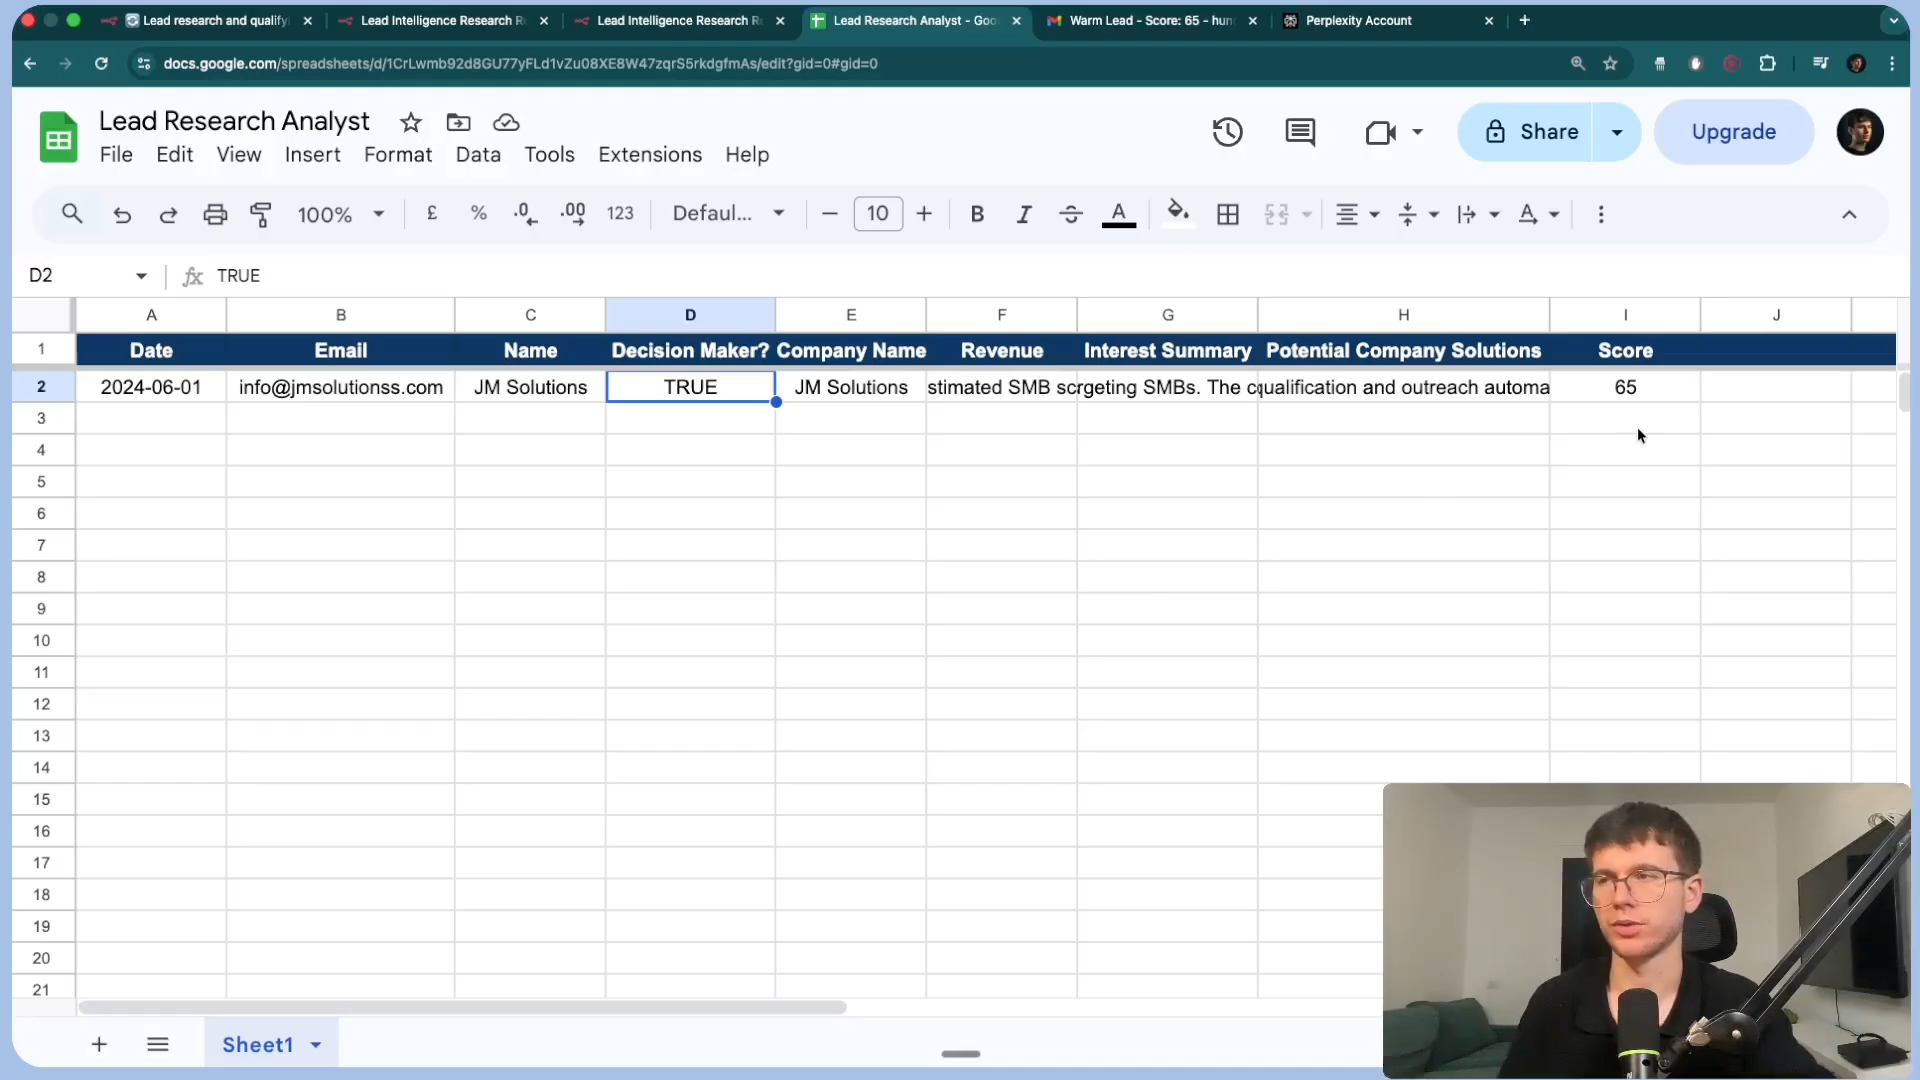 Lead research and qualifyi
Lead Intelligence Research R
Lead Intelligence Research R
Lead Research Analyst - Goo
Warm Lead - Score: 65 - hun
Perplexity Account
docs.google.com/spreadsheets/d/1CrLwmb92d8GU77yFLd1vZu08XE8W47zqrS5rkdgfmAs/edit?gid=0#gid=0
Lead Research Analyst
File Edit View Insert Format Data Tools Extensions Help
Share
Upgrade
100% £ % .0 .00 123 Defaul... 10 B I S A
D2 fx TRUE
A B C D E F G H I J
1 Date Email Name Decision Maker? Company Name Revenue Interest Summary Potential Company Solutions Score
2 2024-06-01 info@jmsolutionss.com JM Solutions TRUE JM Solutions stimated SMB sc rgeting SMBs. The c qualification and outreach automa 65
3
4
5
6
7
8
9
10
11
12
13
14
15
16
17
18
19
20
21
Sheet1